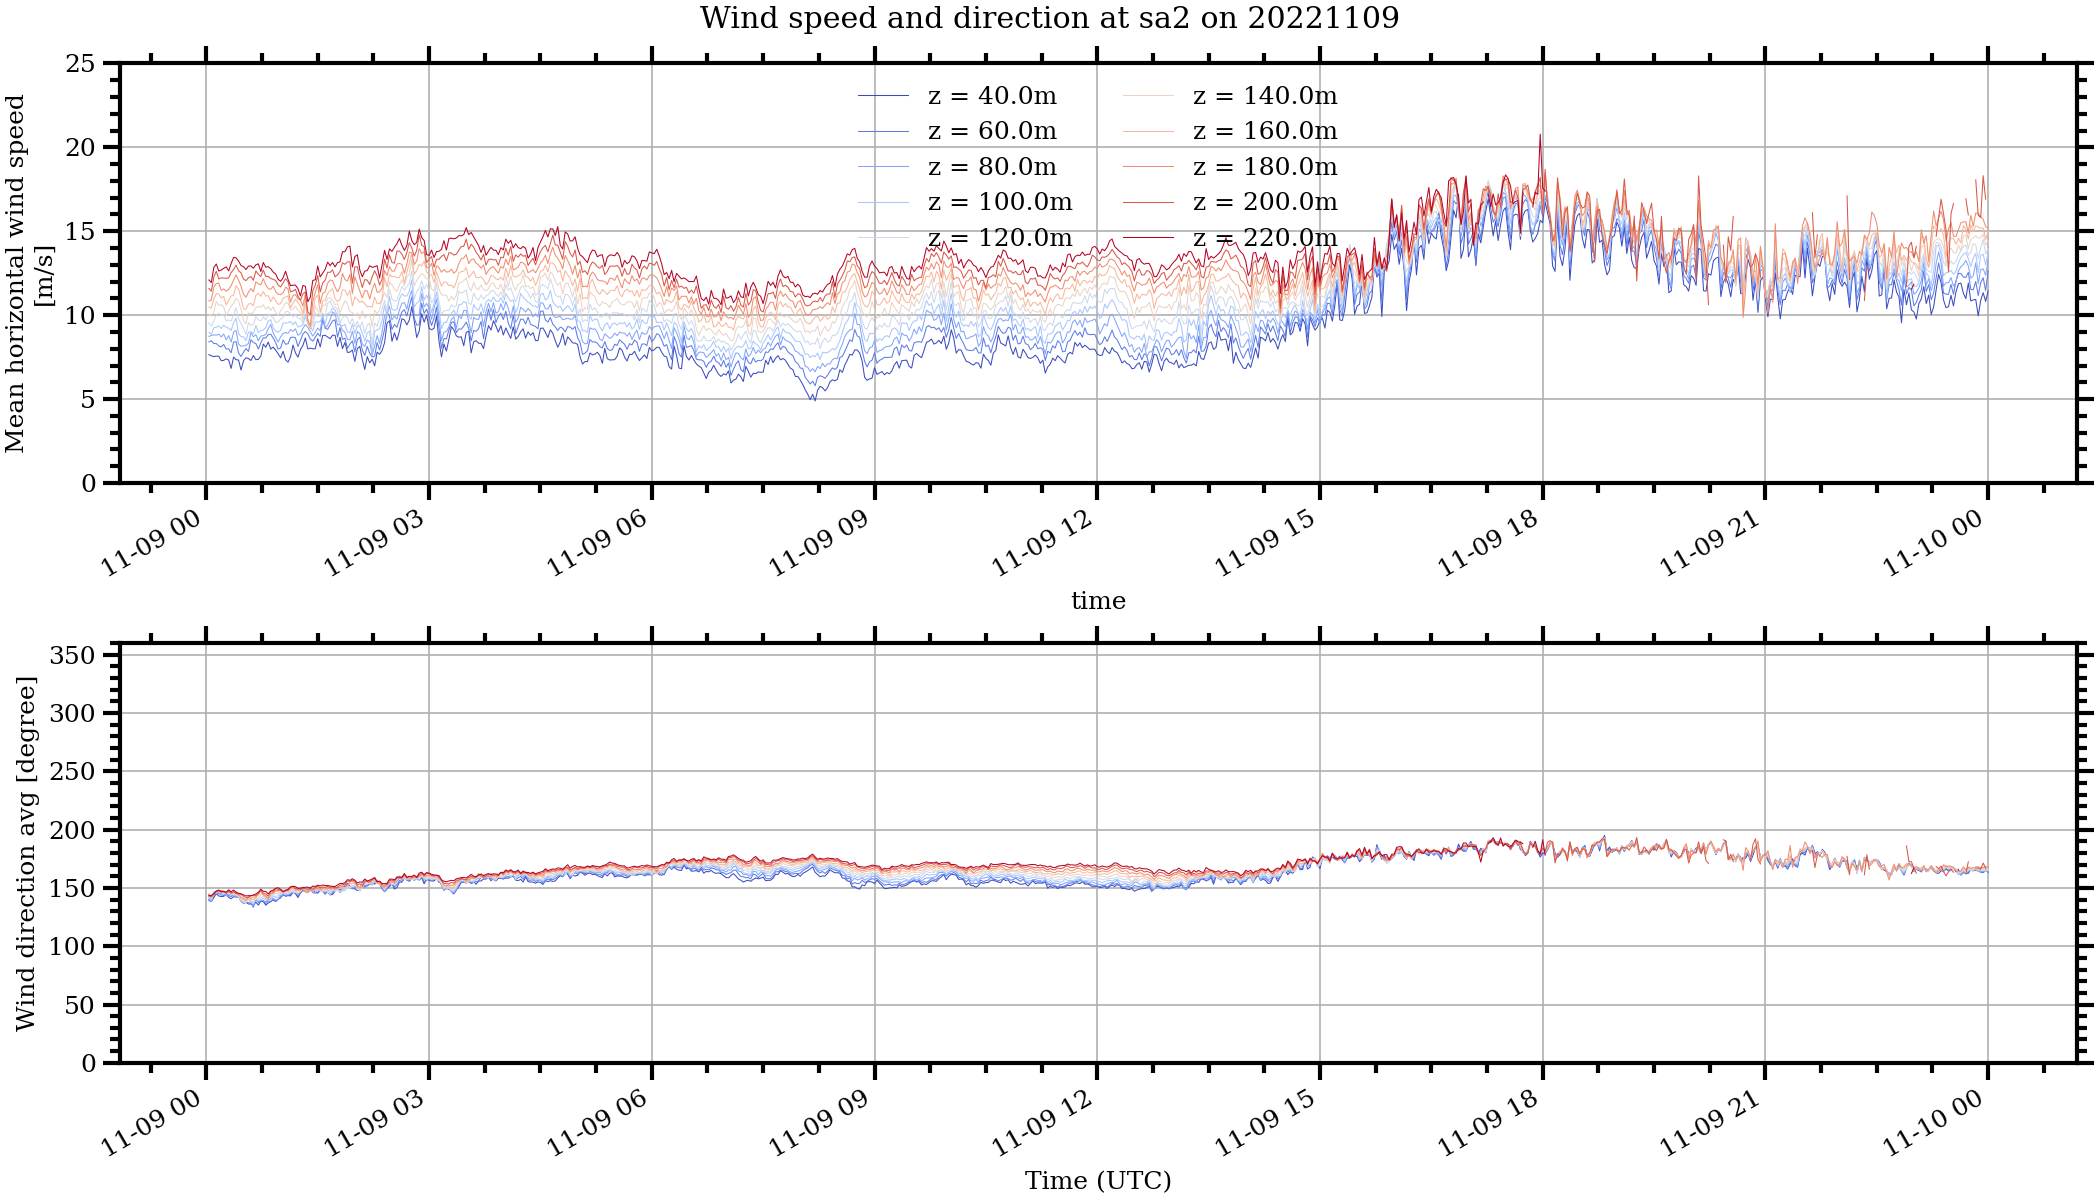 Wind speed and direction at sa2 on 20221109
Mean horizontal wind speed
[m/s]
25
20
15
10
5
0
z = 40.0m
z = 60.0m
z = 80.0m
z = 100.0m
z = 120.0m
z = 140.0m
z = 160.0m
z = 180.0m
z = 200.0m
z = 220.0m
11-09 00
11-09 03
11-09 06
11-09 09
11-09 12
11-09 15
11-09 18
11-09 21
11-10 00
time
Wind direction avg [degree]
350
300
250
200
150
100
50
0
11-09 00
11-09 03
11-09 06
11-09 09
11-09 12
11-09 15
11-09 18
11-09 21
11-10 00
Time (UTC)